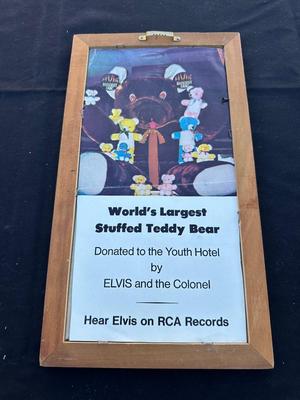 World's Largest
Stuffed Teddy Bear
Donated to the Youth Hotel
by
ELVIS and the Colonel
Hear Elvis on RCA Records